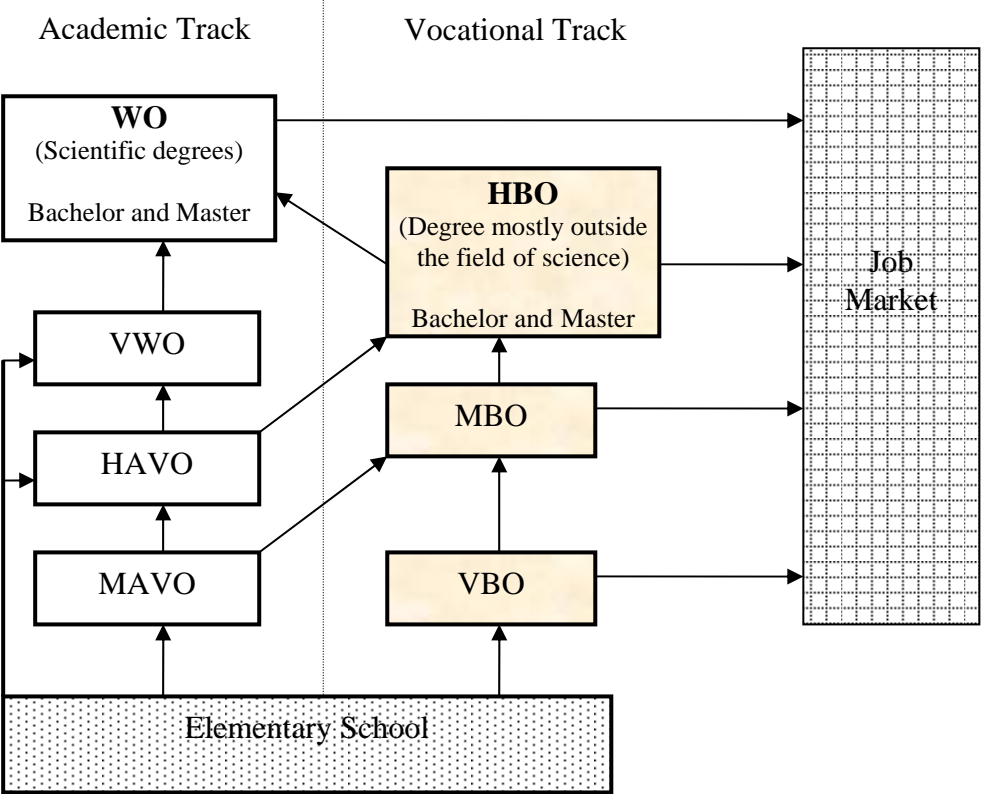 Academic Track
Vocational Track
WO
(Scientific degrees)
Bachelor and Master
HBO
(Degree mostly outside
the field of science)
Bachelor and Master
Job
Market
VWO
MBO
HAVO
MAVO
VBO
Elementary School